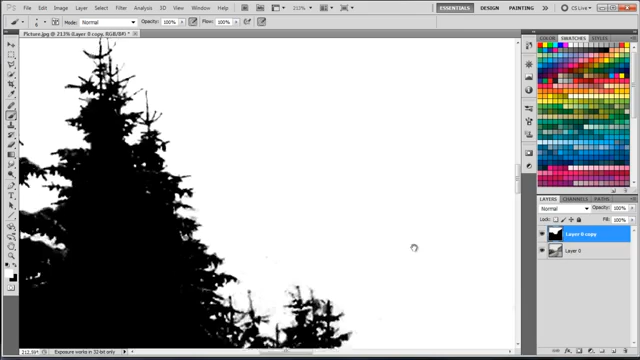 Ps
213%
ESSENTIALS
DESIGN
PAINTING
CS Live
File Edit Image Layer Select Filter Analysis 3D View Window Help
Mode: Normal
Opacity: 100%
Flow: 100%
Picture.jpg @ 213% (Layer 0 copy, RGB/8#) *
COLOR SWATCHES STYLES
LAYERS CHANNELS PATHS
Normal
Opacity: 100%
Lock:
Fill: 100%
Layer 0 copy
Layer 0
Exposure works in 32-bit only